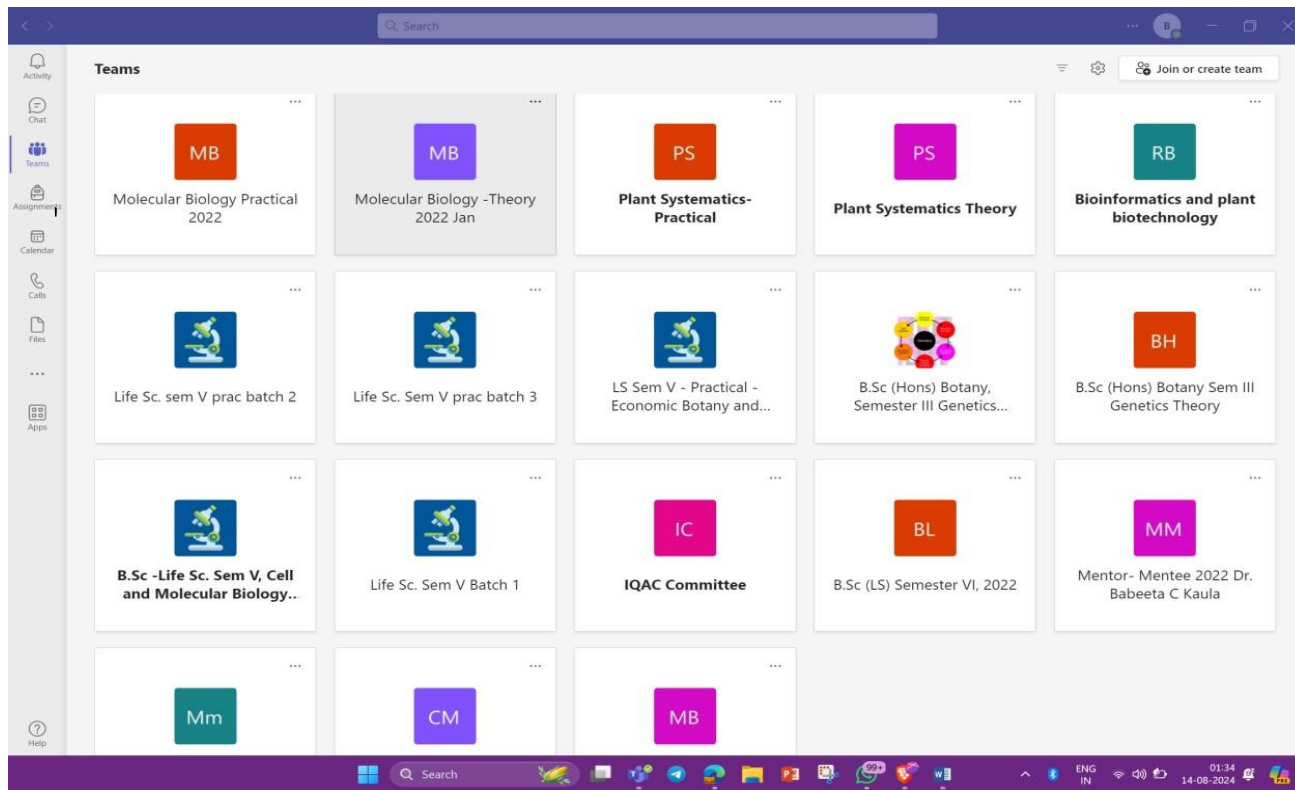 Search
B
Activity
Chat
Teams
Assignments
Calendar
Calls
Files
Apps
Help
Teams
Join or create team
MB
Molecular Biology Practical
2022
MB
Molecular Biology -Theory
2022 Jan
PS
Plant Systematics-
Practical
PS
Plant Systematics Theory
RB
Bioinformatics and plant
biotechnology
Life Sc. sem V prac batch 2
Life Sc. Sem V prac batch 3
LS Sem V - Practical -
Economic Botany and...
B.Sc (Hons) Botany,
Semester III Genetics...
BH
B.Sc (Hons) Botany Sem III
Genetics Theory
B.Sc -Life Sc. Sem V, Cell
and Molecular Biology...
Life Sc. Sem V Batch 1
IC
IQAC Committee
BL
B.Sc (LS) Semester VI, 2022
MM
Mentor- Mentee 2022 Dr.
Babeeta C Kaula
Mm
CM
MB
Search
99+
ENG
IN
01:34
14-08-2024